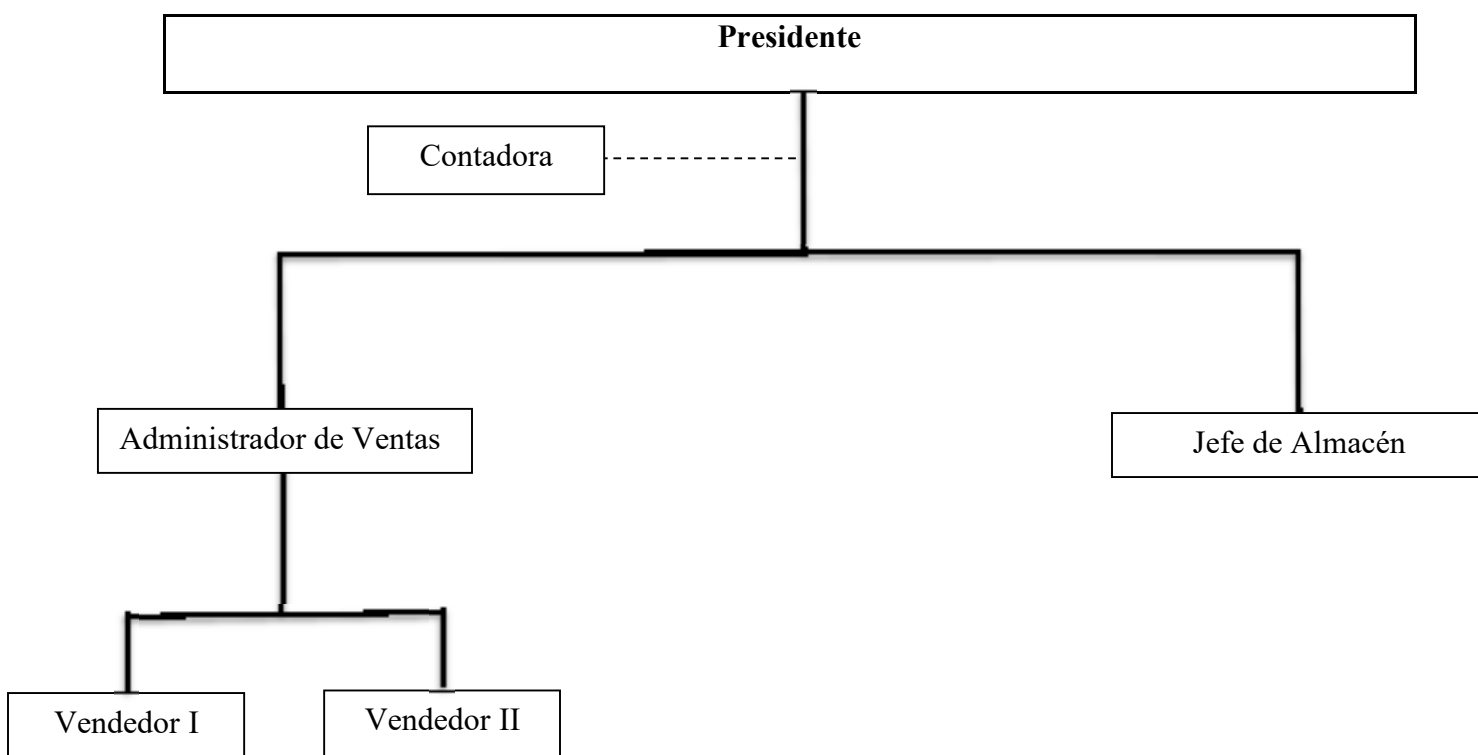 Presidente
Contadora
Administrador de Ventas
Jefe de Almacén
Vendedor I
Vendedor II